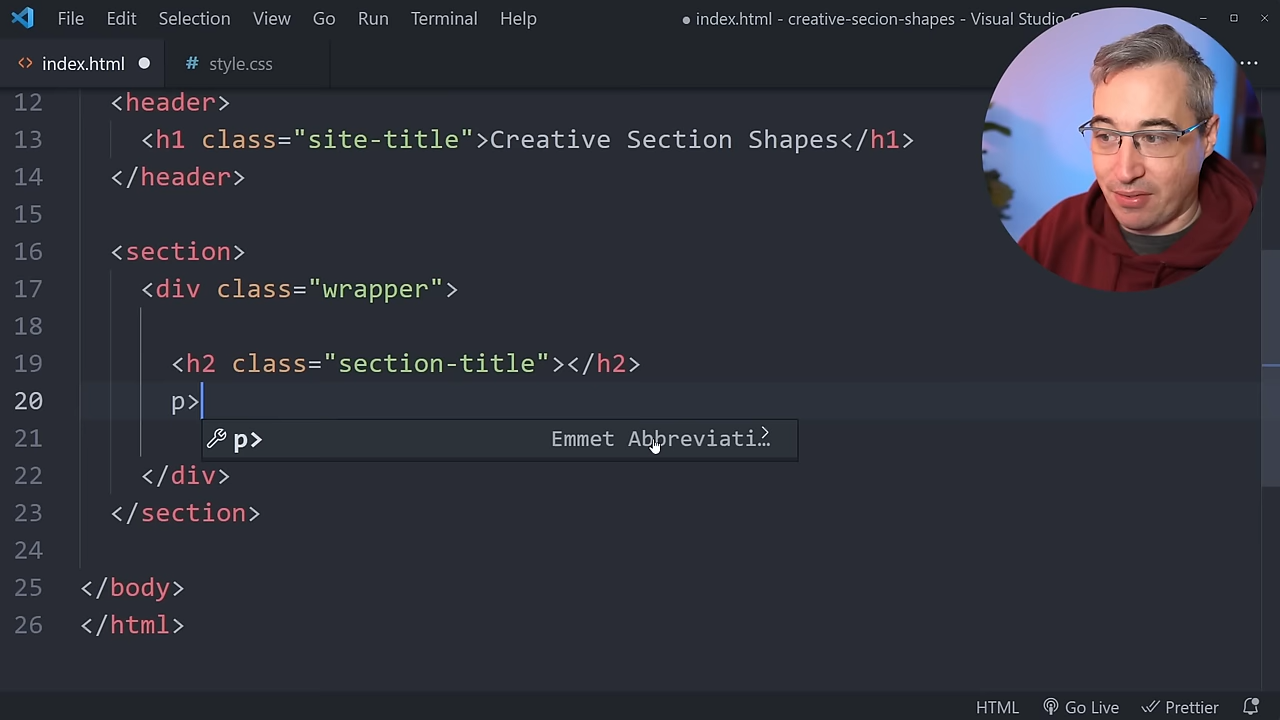 File Edit Selection View Go Run Terminal Help ● index.html - creative-secion-shapes - Visual Studio
index.html ● # style.css ...
12 <header>
13 <h1 class="site-title">Creative Section Shapes</h1>
14 </header>
15
16 <section>
17 <div class="wrapper">
18
19 <h2 class="section-title"></h2>
20 p>
p> Emmet Abbreviati…
21
22 </div>
23 </section>
24
25 </body>
26 </html>
HTML Go Live Prettier